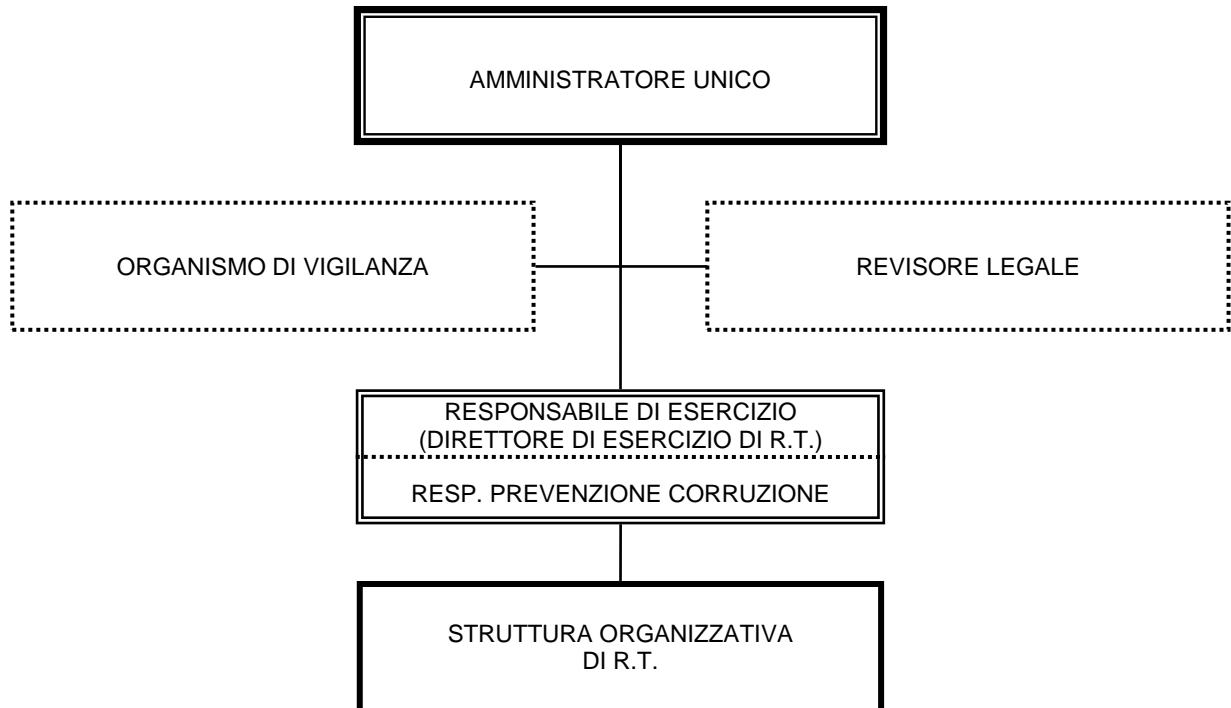 AMMINISTRATORE UNICO
ORGANISMO DI VIGILANZA
REVISORE LEGALE
RESPONSABILE DI ESERCIZIO
(DIRETTORE DI ESERCIZIO DI R.T.)
RESP. PREVENZIONE CORRUZIONE
STRUTTURA ORGANIZZATIVA
DI R.T.